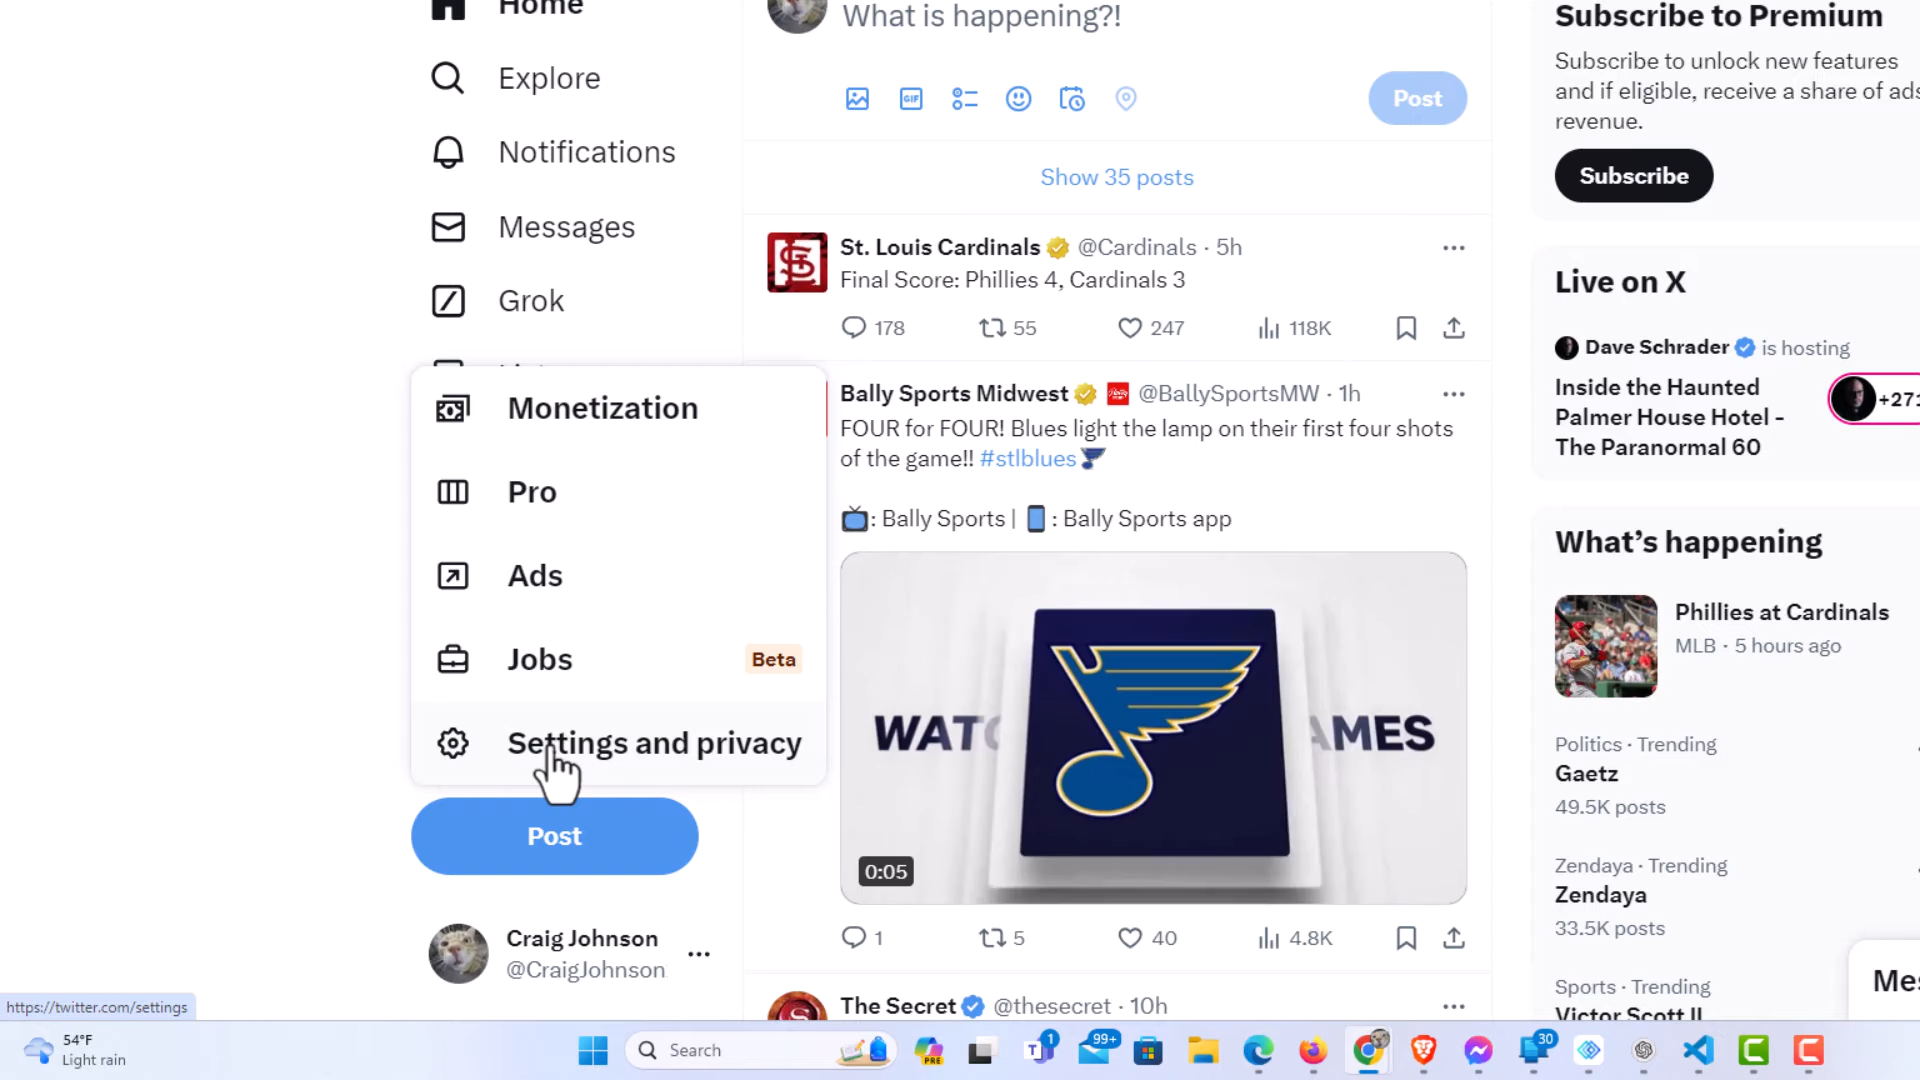 Home
Explore
Notifications
Messages
Grok
Monetization
Pro
Ads
Jobs
Beta
Settings and privacy
Post
Craig Johnson
@CraigJohnson
https://twitter.com/settings
What is happening?!
GIF
Post
Show 35 posts
St. Louis Cardinals @Cardinals · 5h
Final Score: Phillies 4, Cardinals 3
178 55 247 118K
Bally Sports Midwest @BallySportsMW · 1h
FOUR for FOUR! Blues light the lamp on their first four shots
of the game!! #stlblues
: Bally Sports | : Bally Sports app
0:05
1 5 40 4.8K
The Secret @thesecret · 10h
Subscribe to Premium
Subscribe to unlock new features
and if eligible, receive a share of ads
revenue.
Subscribe
Live on X
Dave Schrader is hosting
Inside the Haunted
Palmer House Hotel -
The Paranormal 60
+271
What’s happening
Phillies at Cardinals
MLB · 5 hours ago
Politics · Trending
Gaetz
49.5K posts
Zendaya · Trending
Zendaya
33.5K posts
Sports · Trending
Victor Scott II
54°F
Light rain
Search
PRE
1
99+
30